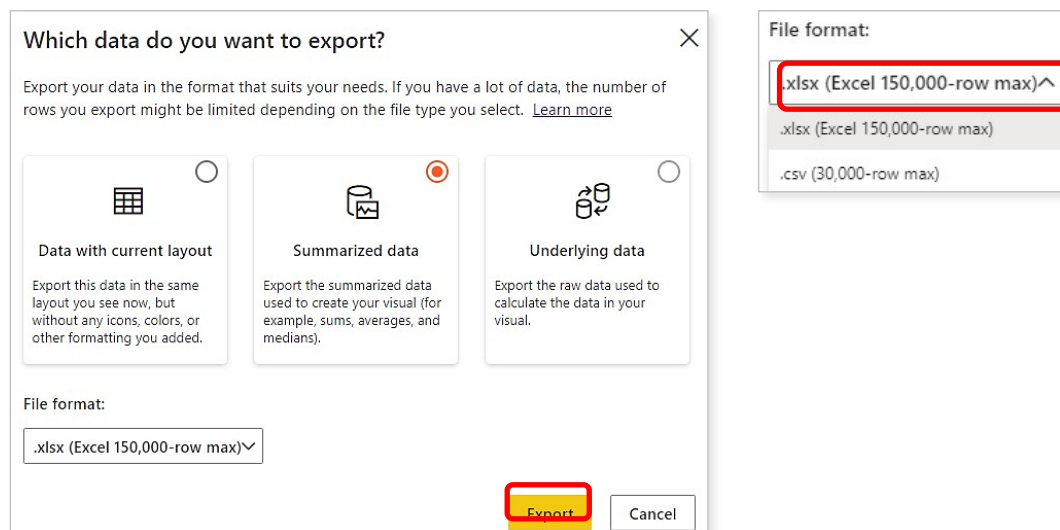 Which data do you want to export?
Export your data in the format that suits your needs. If you have a lot of data, the number of
rows you export might be limited depending on the file type you select. Learn more
Data with current layout
Export this data in the same
layout you see now, but
without any icons, colors, or
other formatting you added.
Summarized data
Export the summarized data
used to create your visual (for
example, sums, averages, and
medians).
Underlying data
Export the raw data used to
calculate the data in your
visual.
File format:
.xlsx (Excel 150,000-row max)
Export
Cancel
File format:
.xlsx (Excel 150,000-row max)
.xlsx (Excel 150,000-row max)
.csv (30,000-row max)